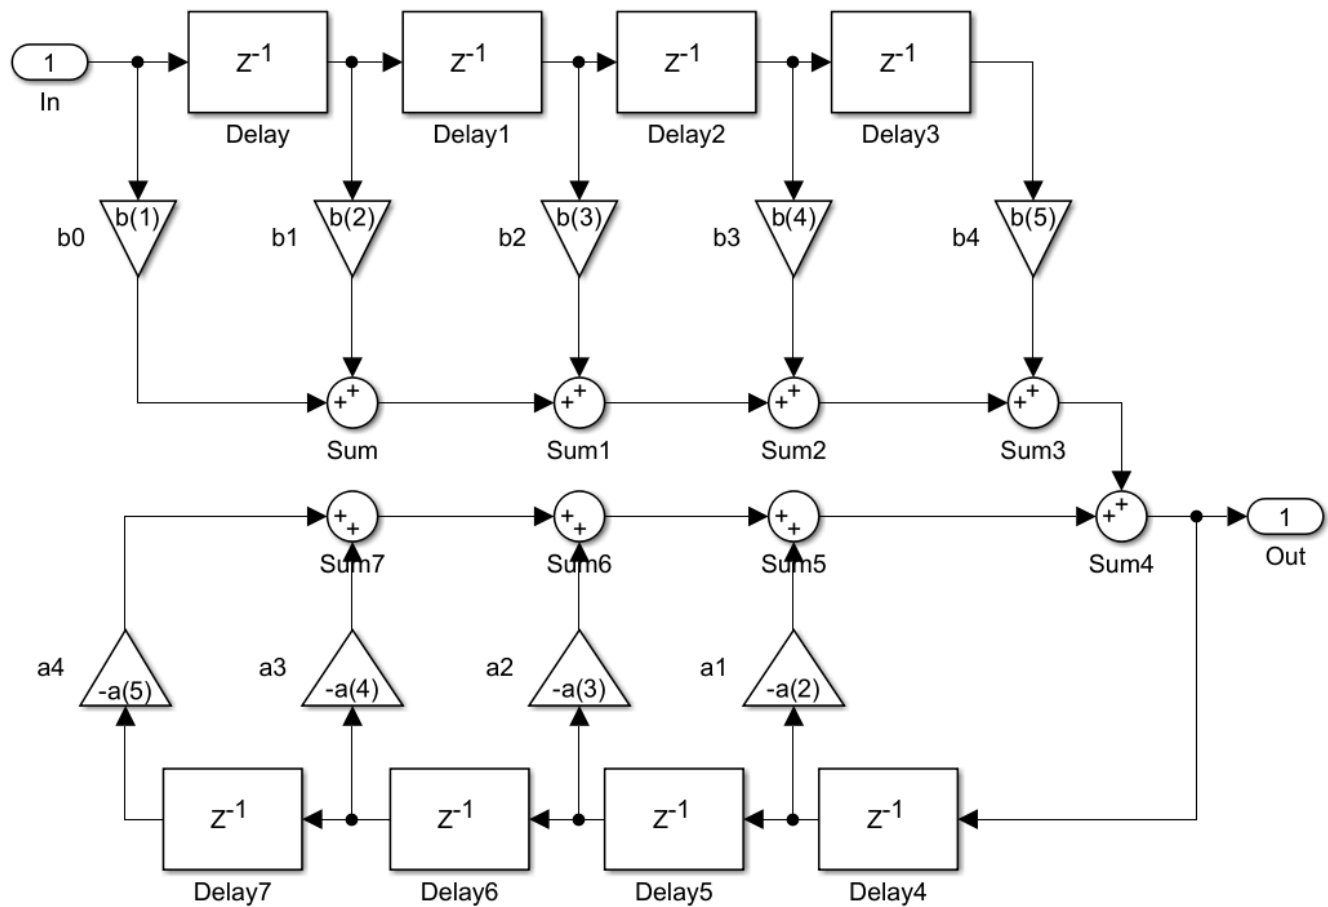 1
In
Z-1
Delay
Z-1
Delay1
Z-1
Delay2
Z-1
Delay3
b0
b(1)
b1
b(2)
b2
b(3)
b3
b(4)
b4
b(5)
+ +
Sum
+ +
Sum1
+ +
Sum2
+ +
Sum3
+ +
Sum7
+ +
Sum6
+ +
Sum5
+ +
Sum4
1
Out
a4
-a(5)
a3
-a(4)
a2
-a(3)
a1
-a(2)
Z-1
Delay7
Z-1
Delay6
Z-1
Delay5
Z-1
Delay4